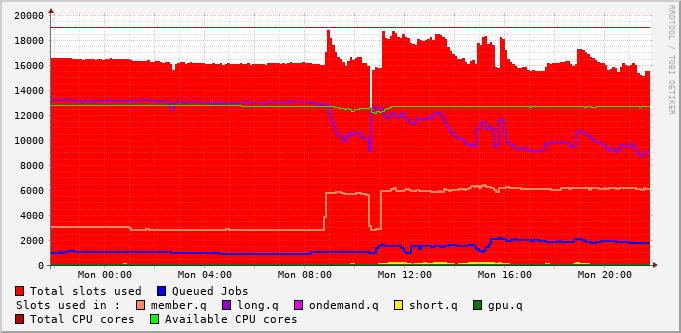 20000
18000
16000
14000
12000
10000
8000
6000
4000
2000
0
Mon 00:00 Mon 04:00 Mon 08:00 Mon 12:00 Mon 16:00 Mon 20:00
RRDTOOL / TOBI OETIKER
Total slots used Queued Jobs
Slots used in : member.q long.q ondemand.q short.q gpu.q
Total CPU cores Available CPU cores